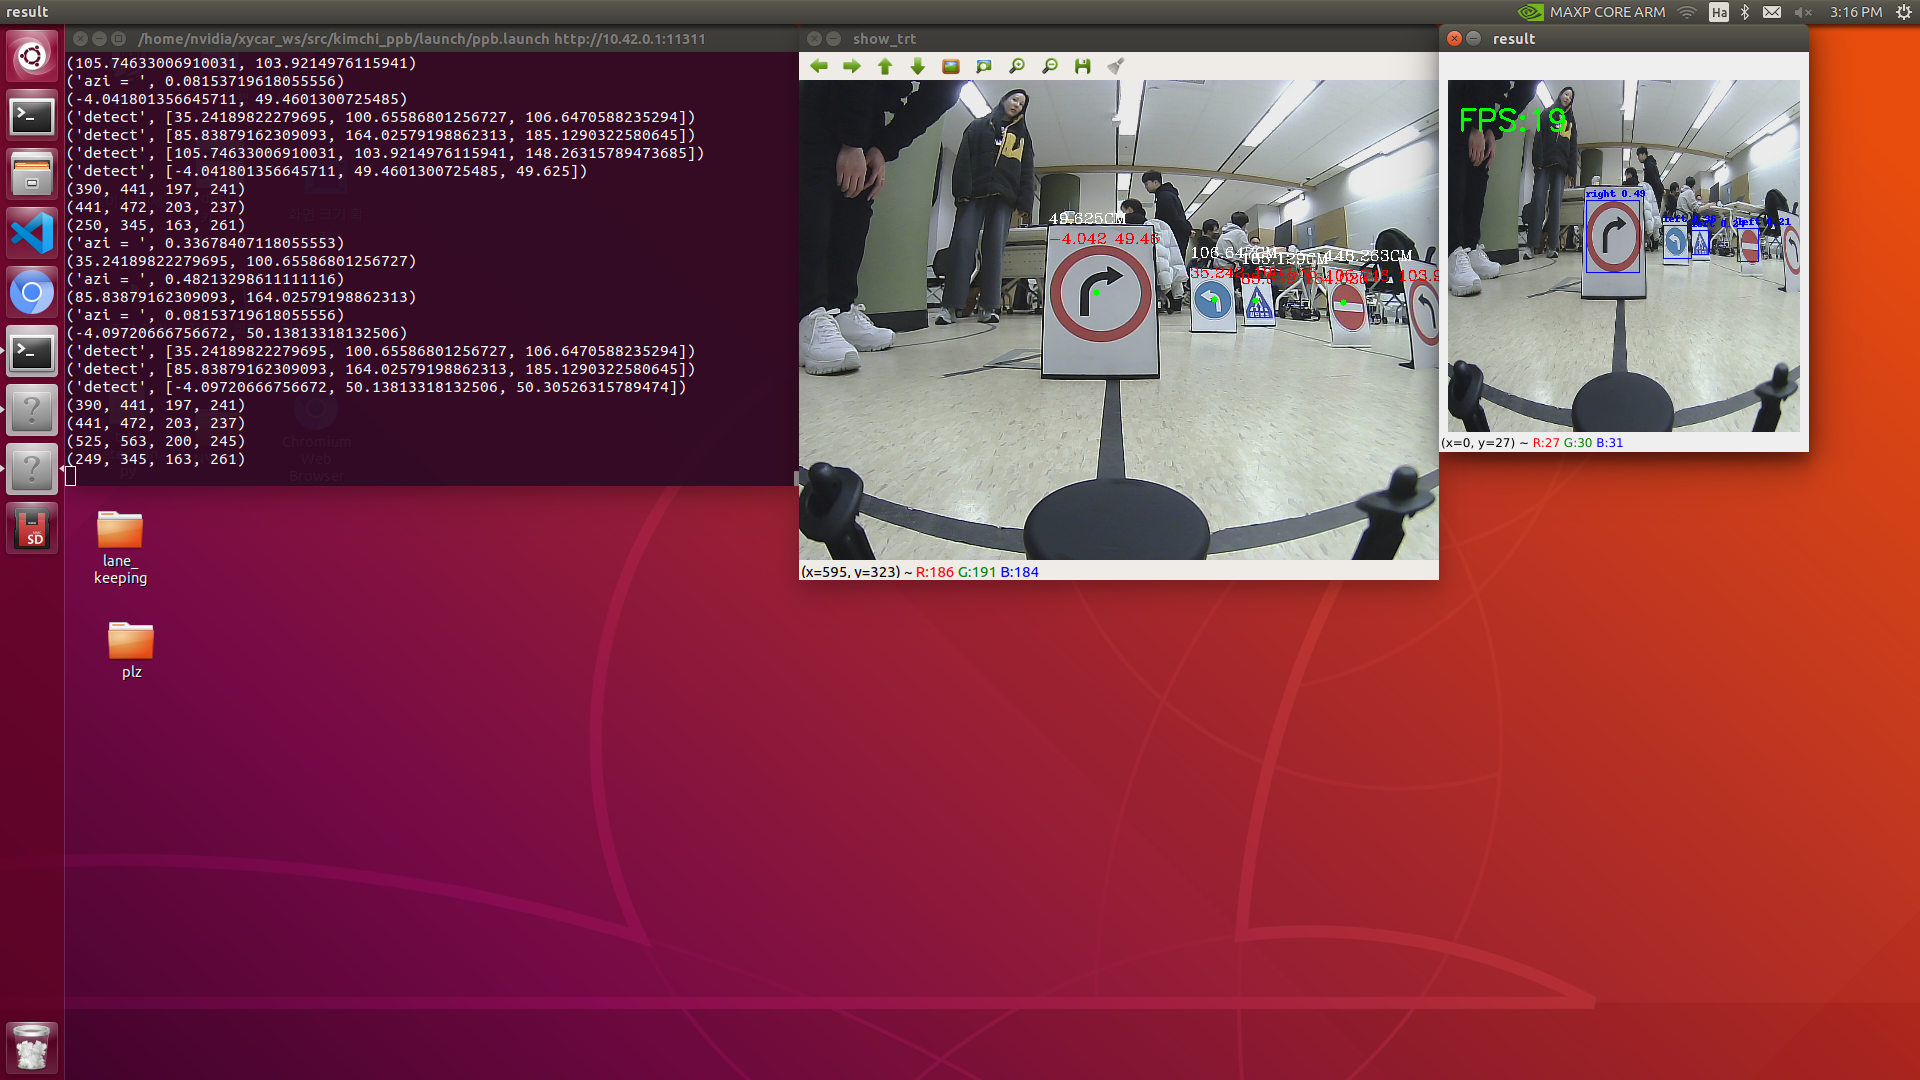 result
MAXP CORE ARM
Ha
3:16 PM
/home/nvidia/xycar_ws/src/kimchi_ppb/launch/ppb.launch http://10.42.0.1:11311
(105.74633006910031, 103.9214976115941)
('azi = ', 0.08153719618055556)
(-4.041801356645711, 49.4601300725485)
('detect', [35.24189822279695, 100.65586801256727, 106.6470588235294])
('detect', [85.83879162309093, 164.02579198862313, 185.1290322580645])
('detect', [105.74633006910031, 103.9214976115941, 148.26315789473685])
('detect', [-4.041801356645711, 49.4601300725485, 49.625])
(390, 441, 197, 241)
(441, 472, 203, 237)
(250, 345, 163, 261)
('azi = ', 0.33678407118055553)
(35.24189822279695, 100.65586801256727)
('azi = ', 0.482132986111116)
(85.83879162309093, 164.02579198862313)
('azi = ', 0.08153719618055556)
(-4.09720666756672, 50.13813318132506)
('detect', [35.24189822279695, 100.65586801256727, 106.6470588235294])
('detect', [85.83879162309093, 164.02579198862313, 185.1290322580645])
('detect', [-4.09720666756672, 50.13813318132506, 50.30526315789474])
(390, 441, 197, 241)
(441, 472, 203, 237)
(525, 563, 200, 245)
(249, 345, 163, 261)
Chromium
Web
Browser
SD
lane_
keeping
plz
show_trt
49.625CM
-4.042 49.46
(x=595, y=323) ~ R:186 G:191 B:184
result
FPS:19
right 0.49
(x=0, y=27) ~ R:27 G:30 B:31